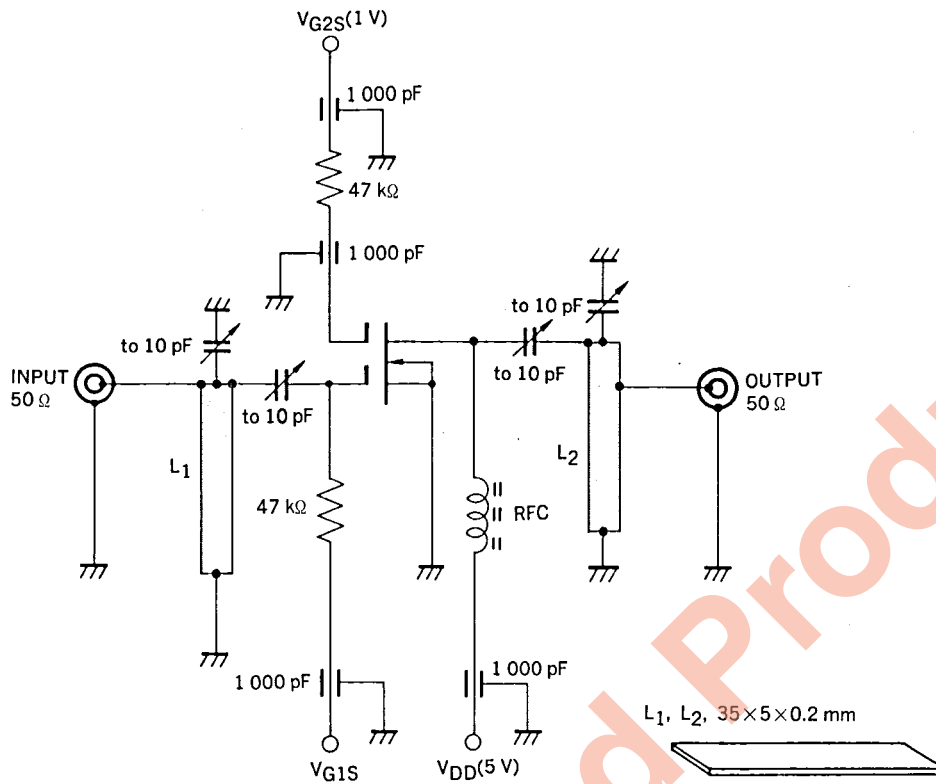 V_G2S (1 V)
1 000 pF
47 kΩ
1 000 pF
to 10 pF
to 10 pF
INPUT
50 Ω
to 10 pF
to 10 pF
OUTPUT
50 Ω
L1
L2
47 kΩ
RFC
1 000 pF
1 000 pF
L1, L2, 35×5×0.2 mm
V_G1S
V_DD (5 V)
d Prod